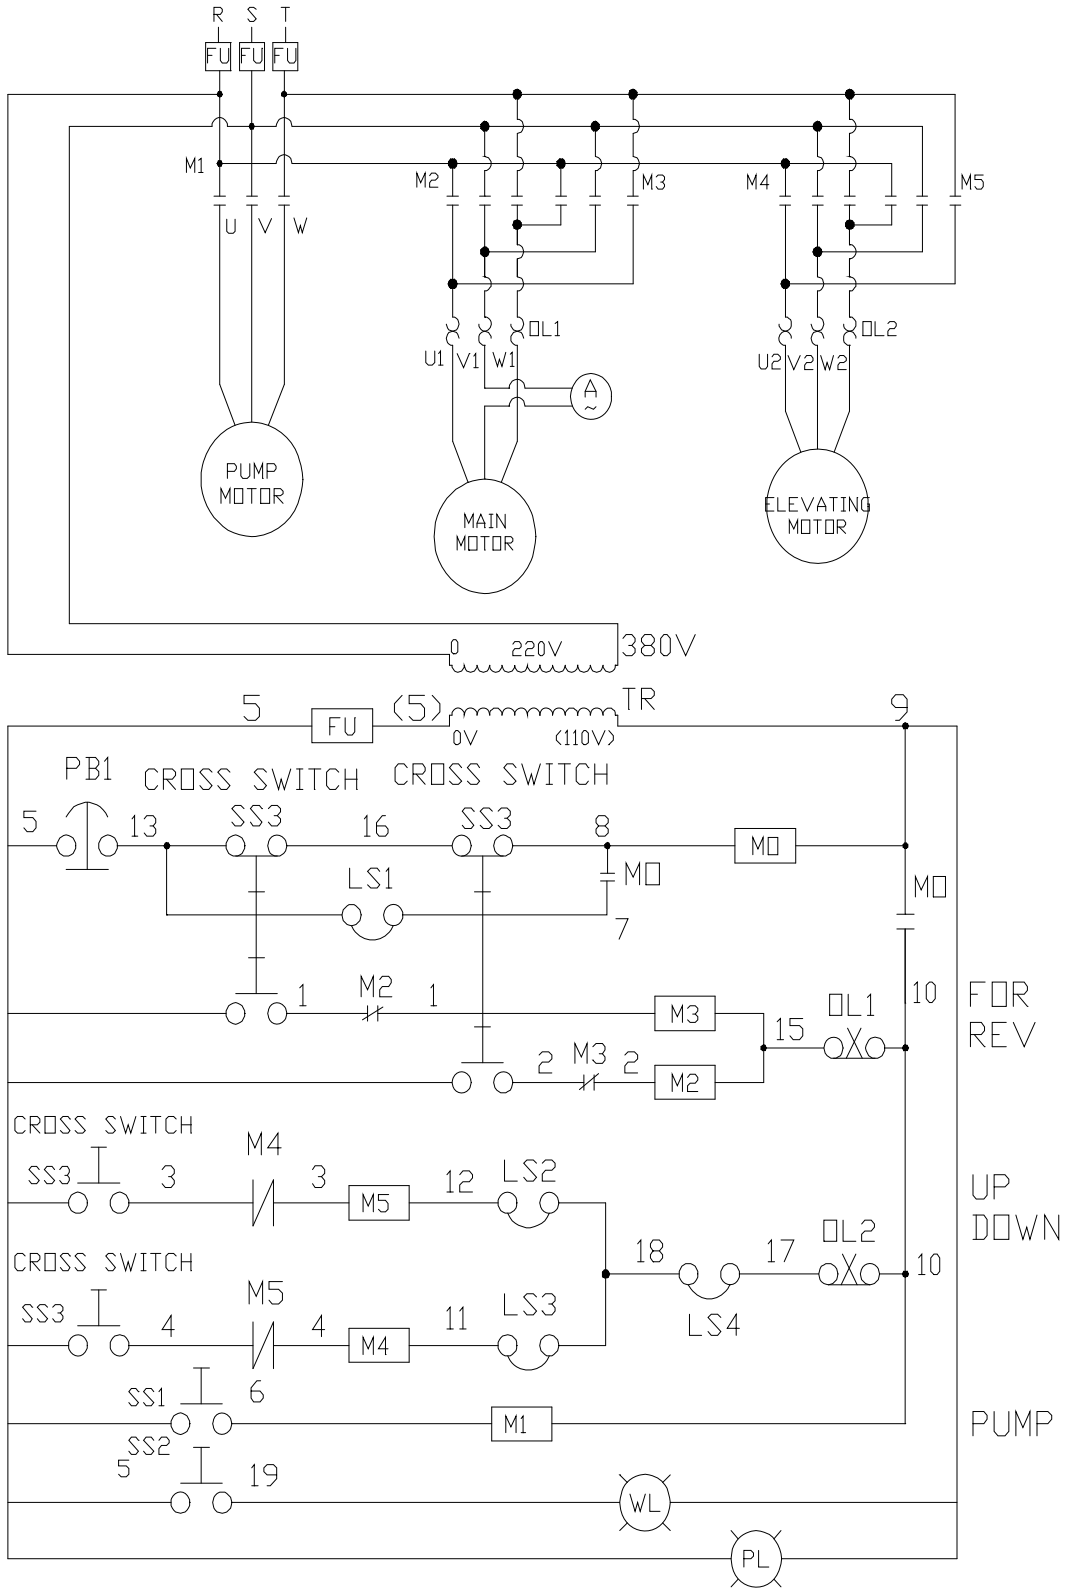 R S T
FU FU FU
M1 M2 M3 M4 M5
U V W
OL1 OL2
U1 V1 W1 U2 V2 W2
A
~
PUMP
MOTOR
MAIN
MOTOR
ELEVATING
MOTOR
0 220V 380V
5 FU (5) TR 9
0V (110V)
PB1 CROSS SWITCH CROSS SWITCH
5 13 SS3 16 SS3 8 M0
LS1 M0 M0
7
1 M2 1 M3 10 FOR
OL1
15 REV
2 M3 2 M2
CROSS SWITCH
SS3 3 M4 3 M5 12 LS2 UP
DOWN
CROSS SWITCH
18 17 OL2 10
SS3 4 M5 4 M4 11 LS3 LS4
SS1 6 M1 PUMP
SS2
5 19 WL
PL